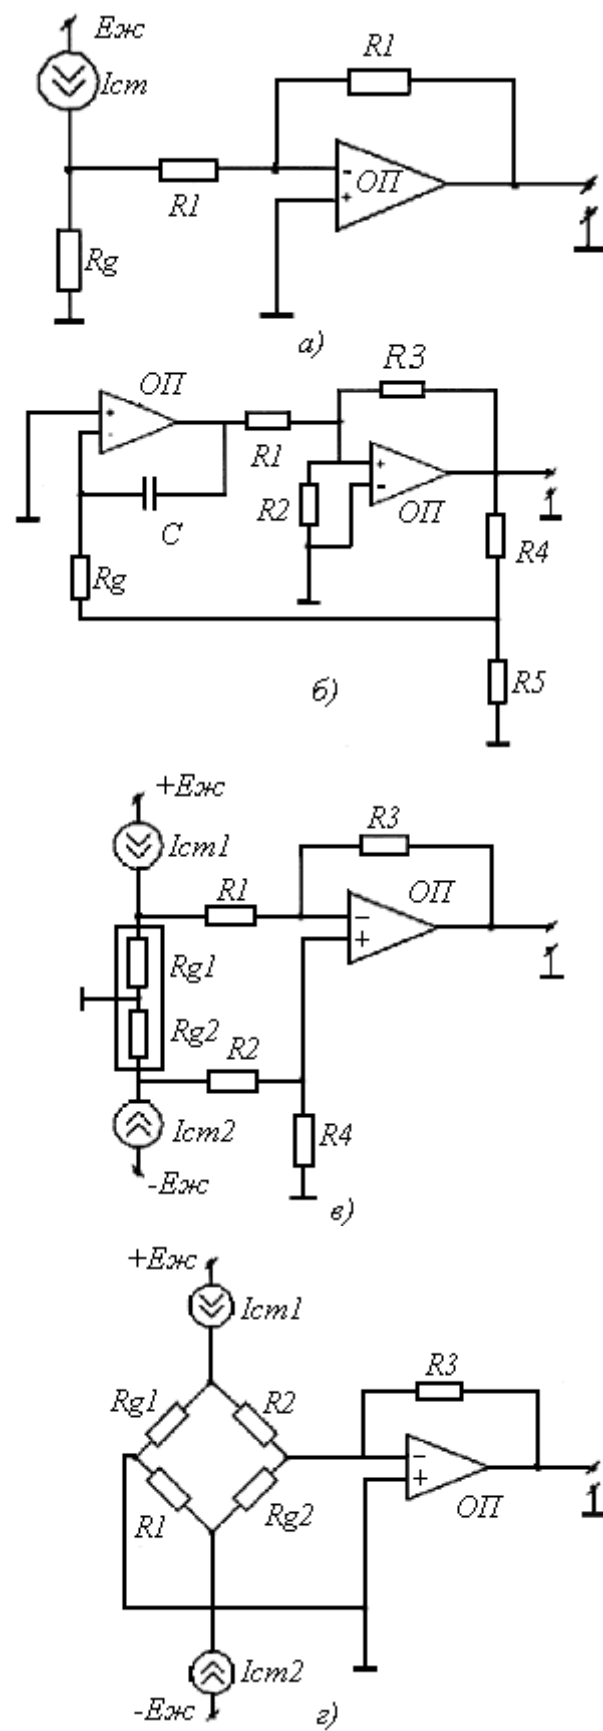 Eж
Iст
R1
R1
ОП
-
+
Rg
а)
ОП
R3
+
-
R1
+
-
R2
ОП
C
R4
Rg
R5
б)
+Eж
Iст1
R3
R1
ОП
−
+
Rg1
Rg2
R2
Iст2
R4
-Eж
в)
+Eж
Iст1
R3
Rg1
R2
−
+
ОП
R1
Rg2
Iст2
-Eж
г)